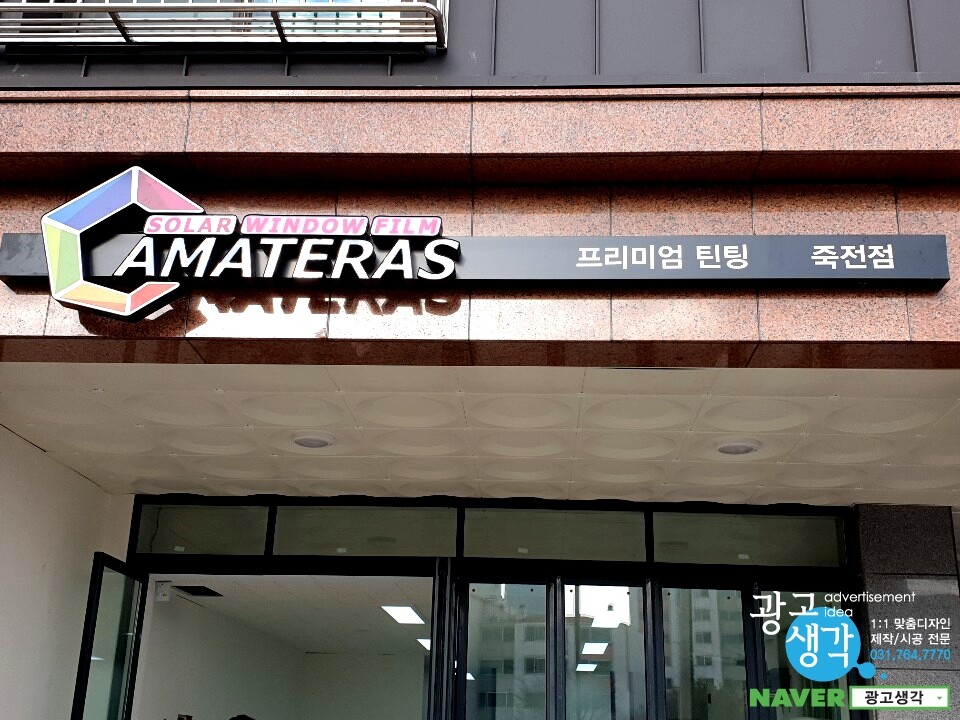 SOLAR WINDOW FILM
AMATERAS
프리미엄 틴팅 죽전점
광고생각
advertisement
idea
1:1 맞춤디자인
제작/시공 전문
031.764.7770
NAVER 광고생각